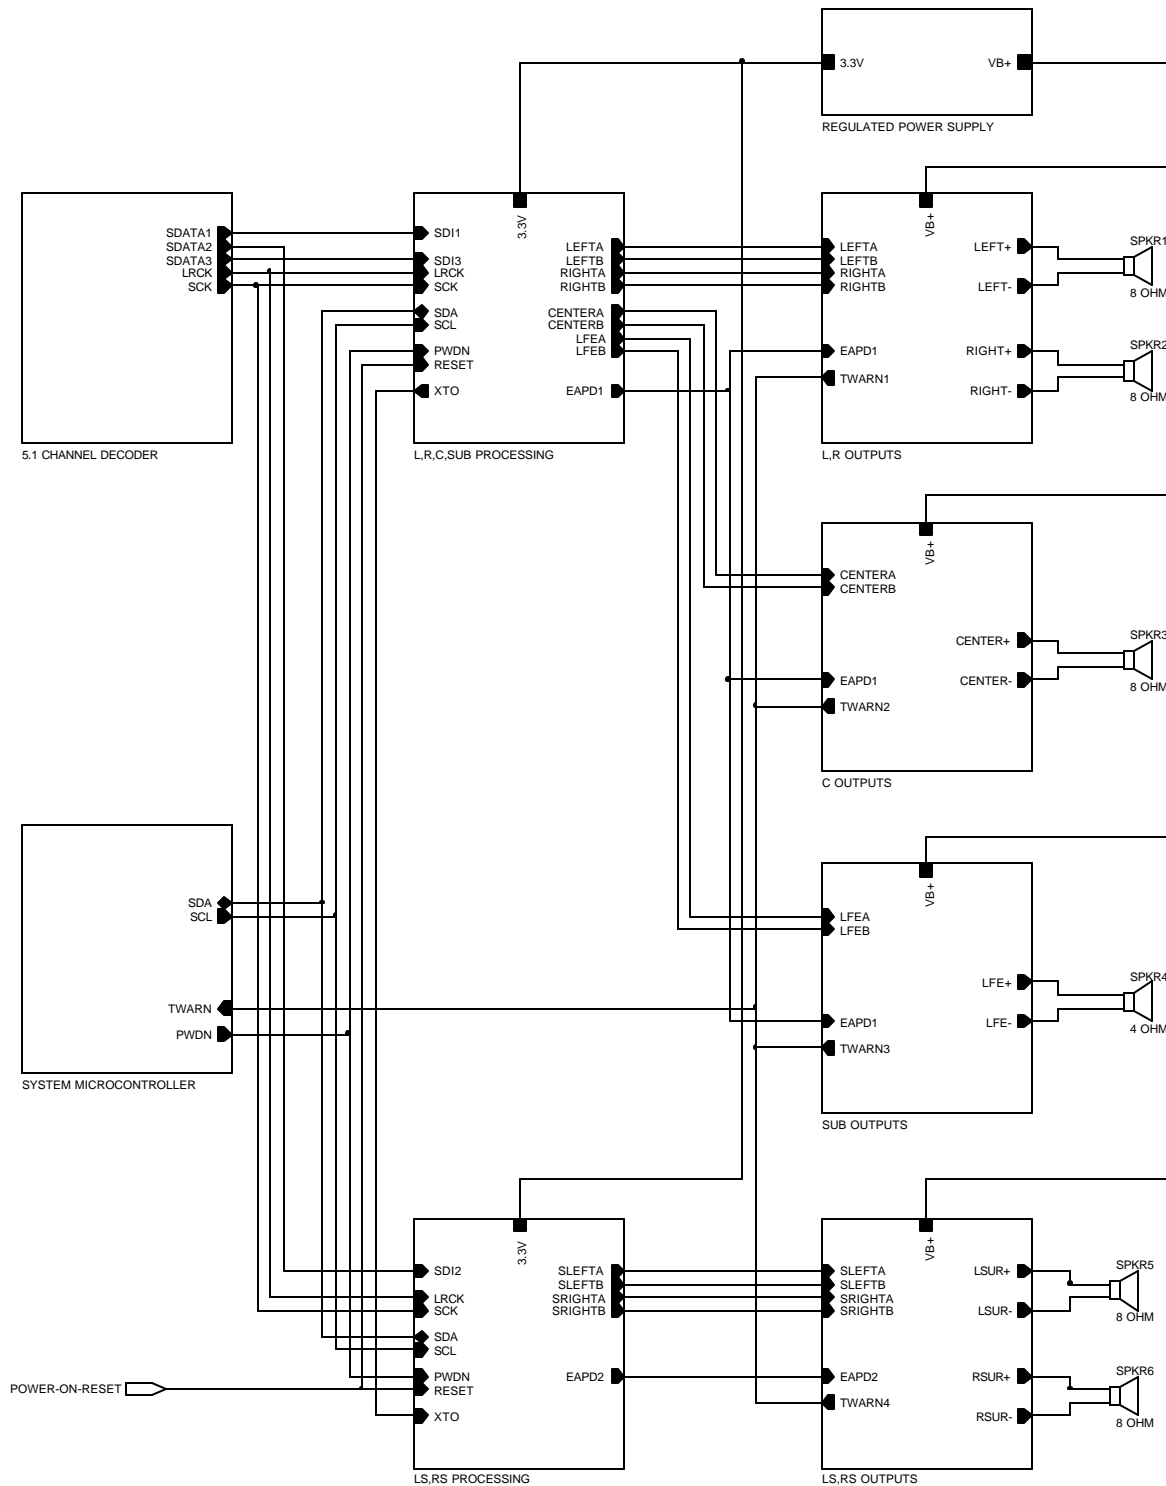 3.3V
VB+
REGULATED POWER SUPPLY
SDATA1
SDATA2
SDATA3
LRCK
SCK
5.1 CHANNEL DECODER
3.3V
SDI1
SDI3
LRCK
SCK
SDA
SCL
PWDN
RESET
XTO
LEFTA
LEFTB
RIGHTA
RIGHTB
CENTERA
CENTERB
LFEA
LFEB
EAPD1
L,R,C,SUB PROCESSING
VB+
LEFTA
LEFTB
RIGHTA
RIGHTB
EAPD1
TWARN1
LEFT+
LEFT-
RIGHT+
RIGHT-
L,R OUTPUTS
SPKR1
8 OHM
SPKR2
8 OHM
VB+
CENTERA
CENTERB
EAPD1
TWARN2
CENTER+
CENTER-
C OUTPUTS
SPKR3
8 OHM
SDA
SCL
TWARN
PWDN
SYSTEM MICROCONTROLLER
VB+
LFEA
LFEB
EAPD1
TWARN3
LFE+
LFE-
SUB OUTPUTS
SPKR4
4 OHM
POWER-ON-RESET
3.3V
SDI2
LRCK
SCK
SDA
SCL
PWDN
RESET
XTO
SLEFTA
SLEFTB
SRIGHTA
SRIGHTB
EAPD2
LS,RS PROCESSING
VB+
SLEFTA
SLEFTB
SRIGHTA
SRIGHTB
EAPD2
TWARN4
LSUR+
LSUR-
RSUR+
RSUR-
LS,RS OUTPUTS
SPKR5
8 OHM
SPKR6
8 OHM